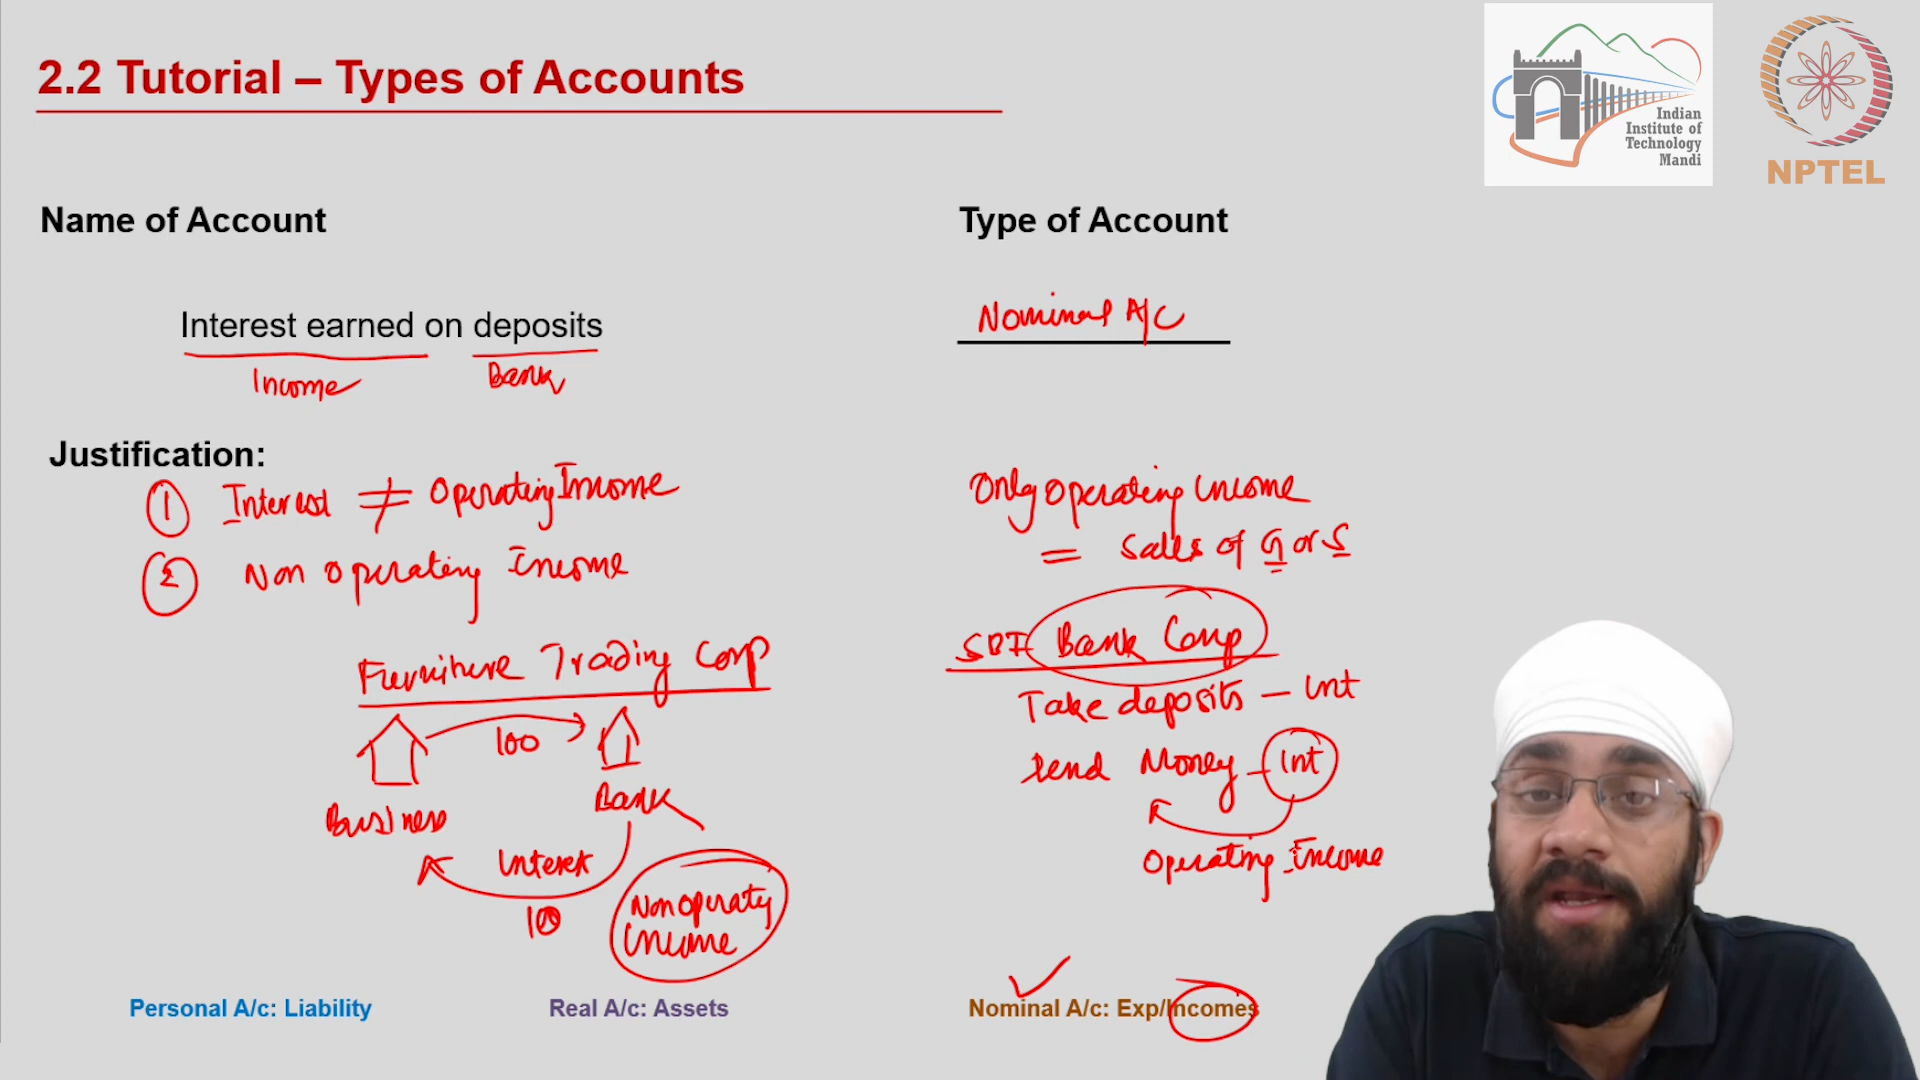 2.2 Tutorial – Types of Accounts
Indian
Institute of
Technology
Mandi
NPTEL
Name of Account
Type of Account
Interest earned on deposits
Nominal A/C
Income
Bank
Justification:
① Interest ≠ Operating Income
② Non operating Income
Only Operating income
= Sales of G or S
Furniture Trading Corp
100
Business
Bank
Interest
Non operaty
income
SBI Bank Corp
Take deposits – Int
Lend Money – Int
Operating Income
Personal A/c: Liability
Real A/c: Assets
Nominal A/c: Exp/Incomes